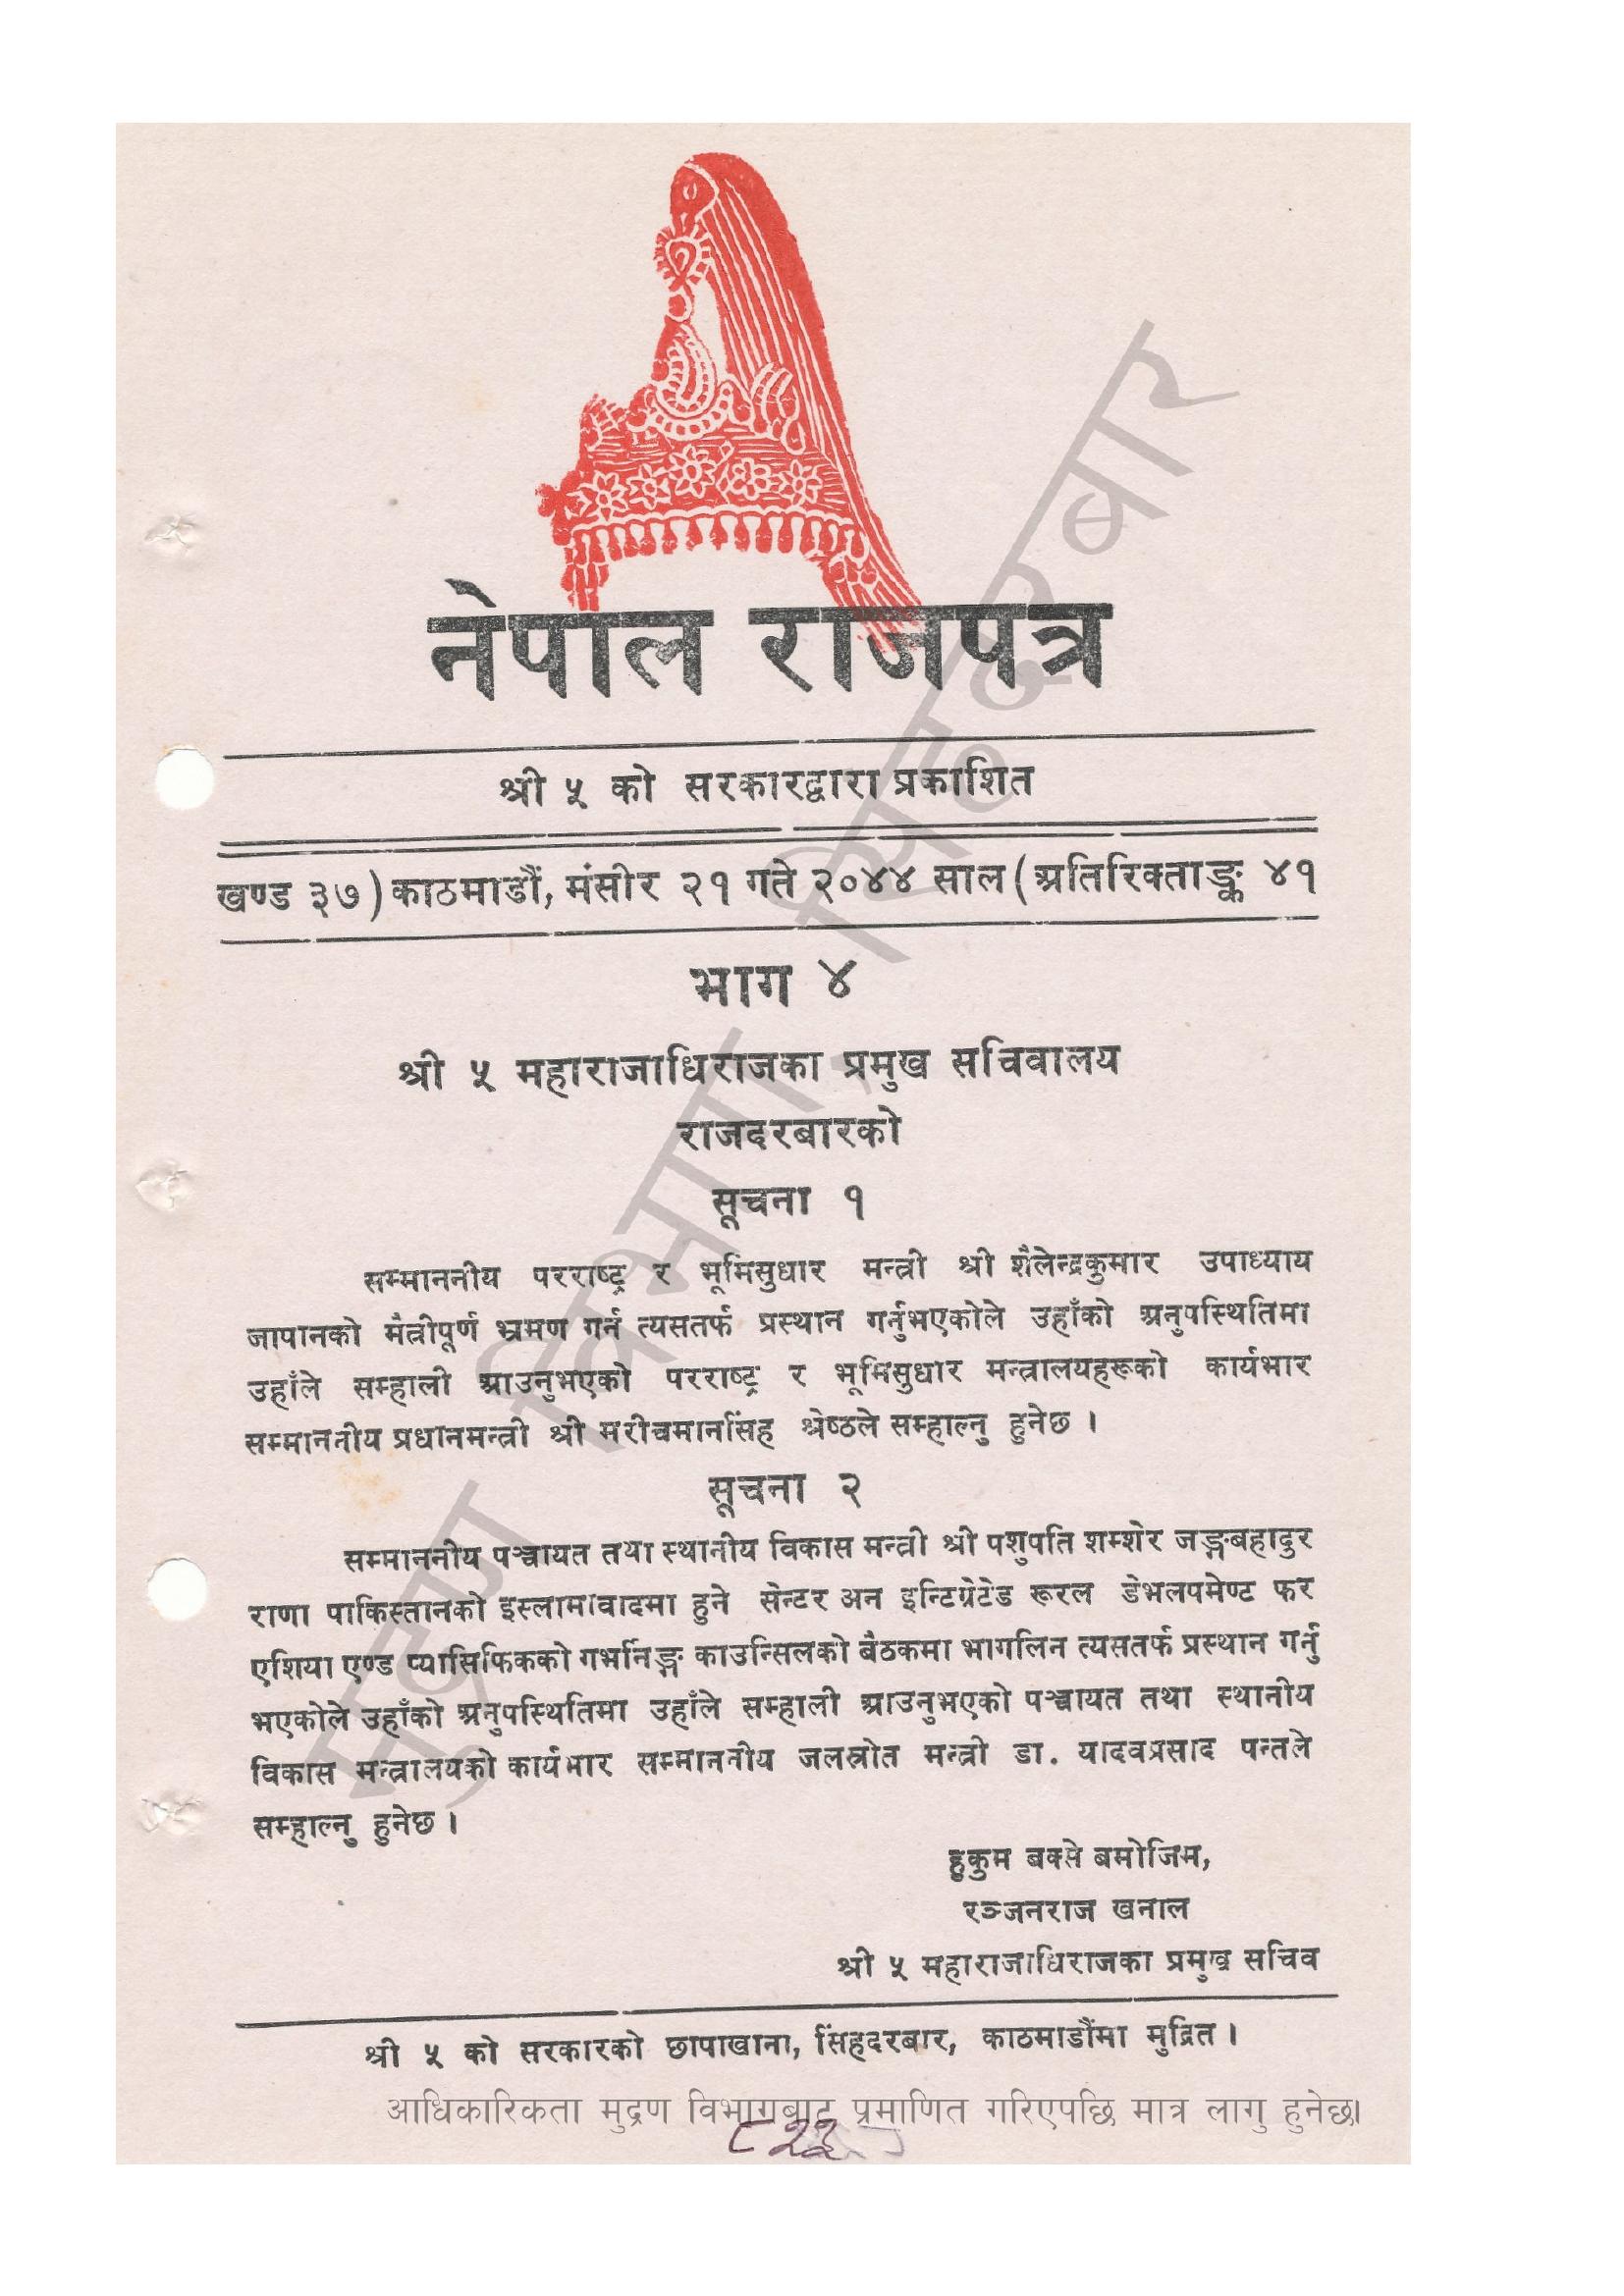 नेपाल राजपत्र
श्री ५ को सरकारद्वारा प्रकाशित
खण्ड ३७) काठमाडौं, मंसीर २१ गते २०४४ साल (अतिरिक्ताङ्क ४१
भाग ४
श्री ५ महाराजाधिराजका प्रमुख सचिवालय
राजदरबारको
सूचना १
सम्माननीय परराष्ट्र र भूमिसुधार मन्त्री श्री शैलेन्द्रकुमार उपाध्याय
जापानको मैत्रीपूर्ण भ्रमण गर्न त्यसतर्फ प्रस्थान गर्नुभएकोले उहाँको अनुपस्थितिमा
उहाँले सम्हाली आउनुभएको परराष्ट्र र भूमिसुधार मन्त्रालयहरूको कार्यभार
सम्माननीय प्रधानमन्त्री श्री मरीचमानसिंह श्रेष्ठले सम्हाल्नु हुनेछ ।
सूचना २
सम्माननीय पञ्चायत तथा स्थानीय विकास मन्त्री श्री पशुपति शम्शेर जङ्गबहादुर
राणा पाकिस्तानको इस्लामावादमा हुने सेन्टर अन इन्टिग्रेटेड रूरल डेभलपमेण्ट फर
एशिया एण्ड प्यासिफिकको गभर्निङ्ग काउन्सिलको बैठकमा भागलिन त्यसतर्फ प्रस्थान गर्नु
भएकोले उहाँको अनुपस्थितिमा उहाँले सम्हाली आउनुभएको पञ्चायत तथा स्थानीय
विकास मन्त्रालयको कार्यभार सम्माननीय जलस्रोत मन्त्री डा. यादवप्रसाद पन्तले
सम्हाल्नु हुनेछ ।
हुकुम बक्से बमोजिम,
रञ्जनराज खनाल
श्री ५ महाराजाधिराजका प्रमुख सचिव
श्री ५ को सरकारको छापाखाना, सिंहदरबार, काठमाडौंमा मुद्रित ।
आधिकारिकता मुद्रण विभागबाट प्रमाणित गरिएपछि मात्र लागु हुनेछ।
मुद्रण विभाग, सिंहदरबार